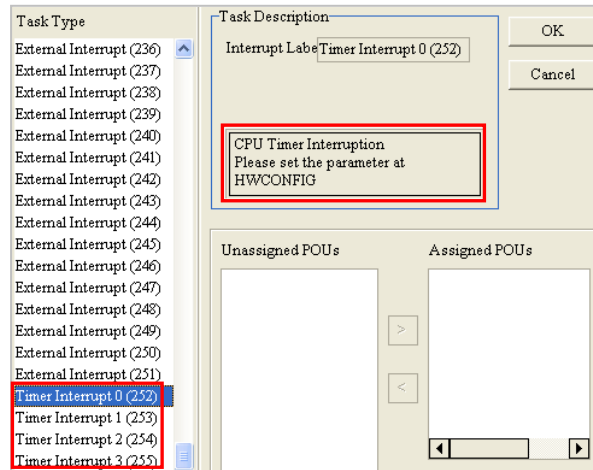 Task Type
External Interrupt (236)
External Interrupt (237)
External Interrupt (238)
External Interrupt (239)
External Interrupt (240)
External Interrupt (241)
External Interrupt (242)
External Interrupt (243)
External Interrupt (244)
External Interrupt (245)
External Interrupt (246)
External Interrupt (247)
External Interrupt (248)
External Interrupt (249)
External Interrupt (250)
External Interrupt (251)
Timer Interrupt 0 (252)
Timer Interrupt 1 (253)
Timer Interrupt 2 (254)
Timer Interrupt 3 (255)
Task Description
Interrupt Labe Timer Interrupt 0 (252)
CPU Timer Interruption
Please set the parameter at
HWCONFIG
OK
Cancel
Unassigned POUs
Assigned POUs
>
<